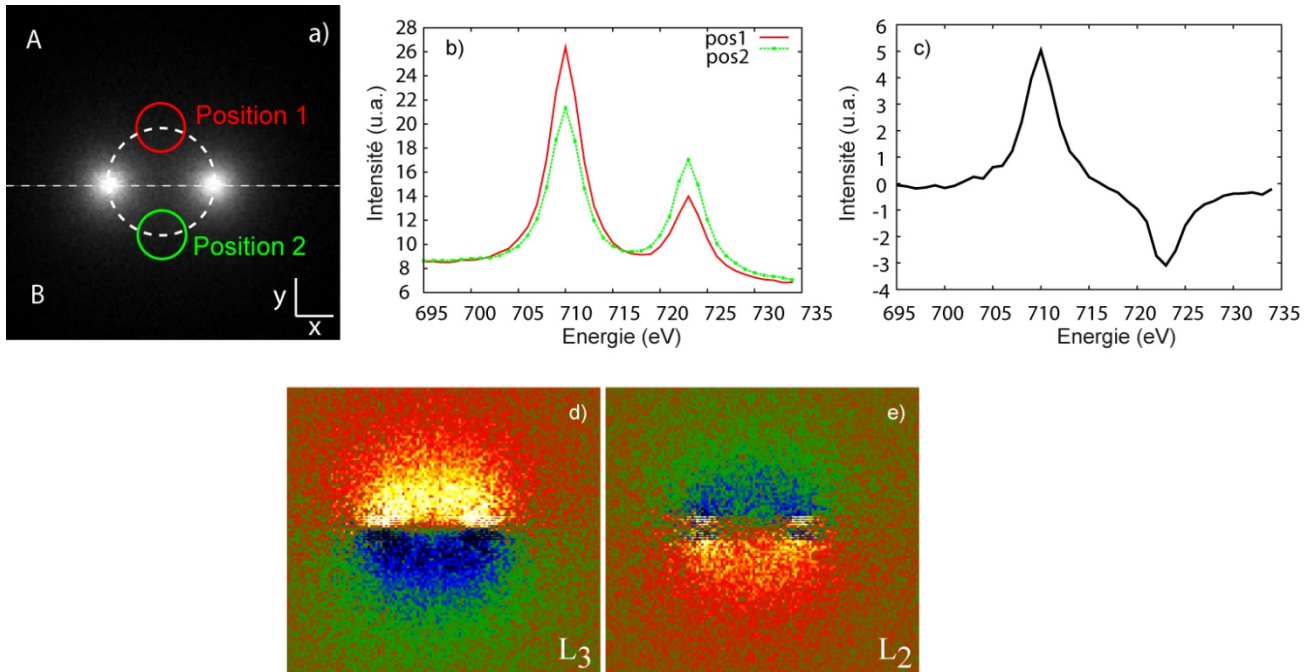 A
a)
Position 1
Position 2
B
y
x
b)
pos1
pos2
Intensité (u.a.)
28
26
24
22
20
18
16
14
12
10
8
6
695 700 705 710 715 720 725 730 735
Energie (eV)
c)
Intensité (u.a.)
6
5
4
3
2
1
0
-1
-2
-3
-4
695 700 705 710 715 720 725 730 735
Energie (eV)
d)
L3
e)
L2